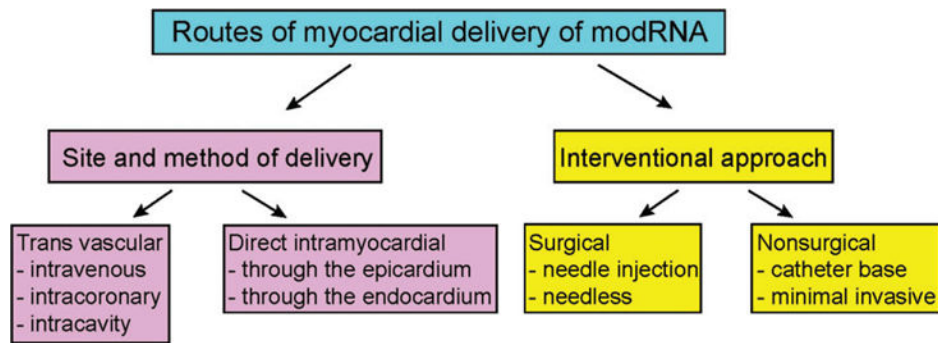 Routes of myocardial delivery of modRNA
Site and method of delivery
Interventional approach
Trans vascular
- intravenous
- intracoronary
- intracavity
Direct intramyocardial
- through the epicardium
- through the endocardium
Surgical
- needle injection
- needless
Nonsurgical
- catheter base
- minimal invasive